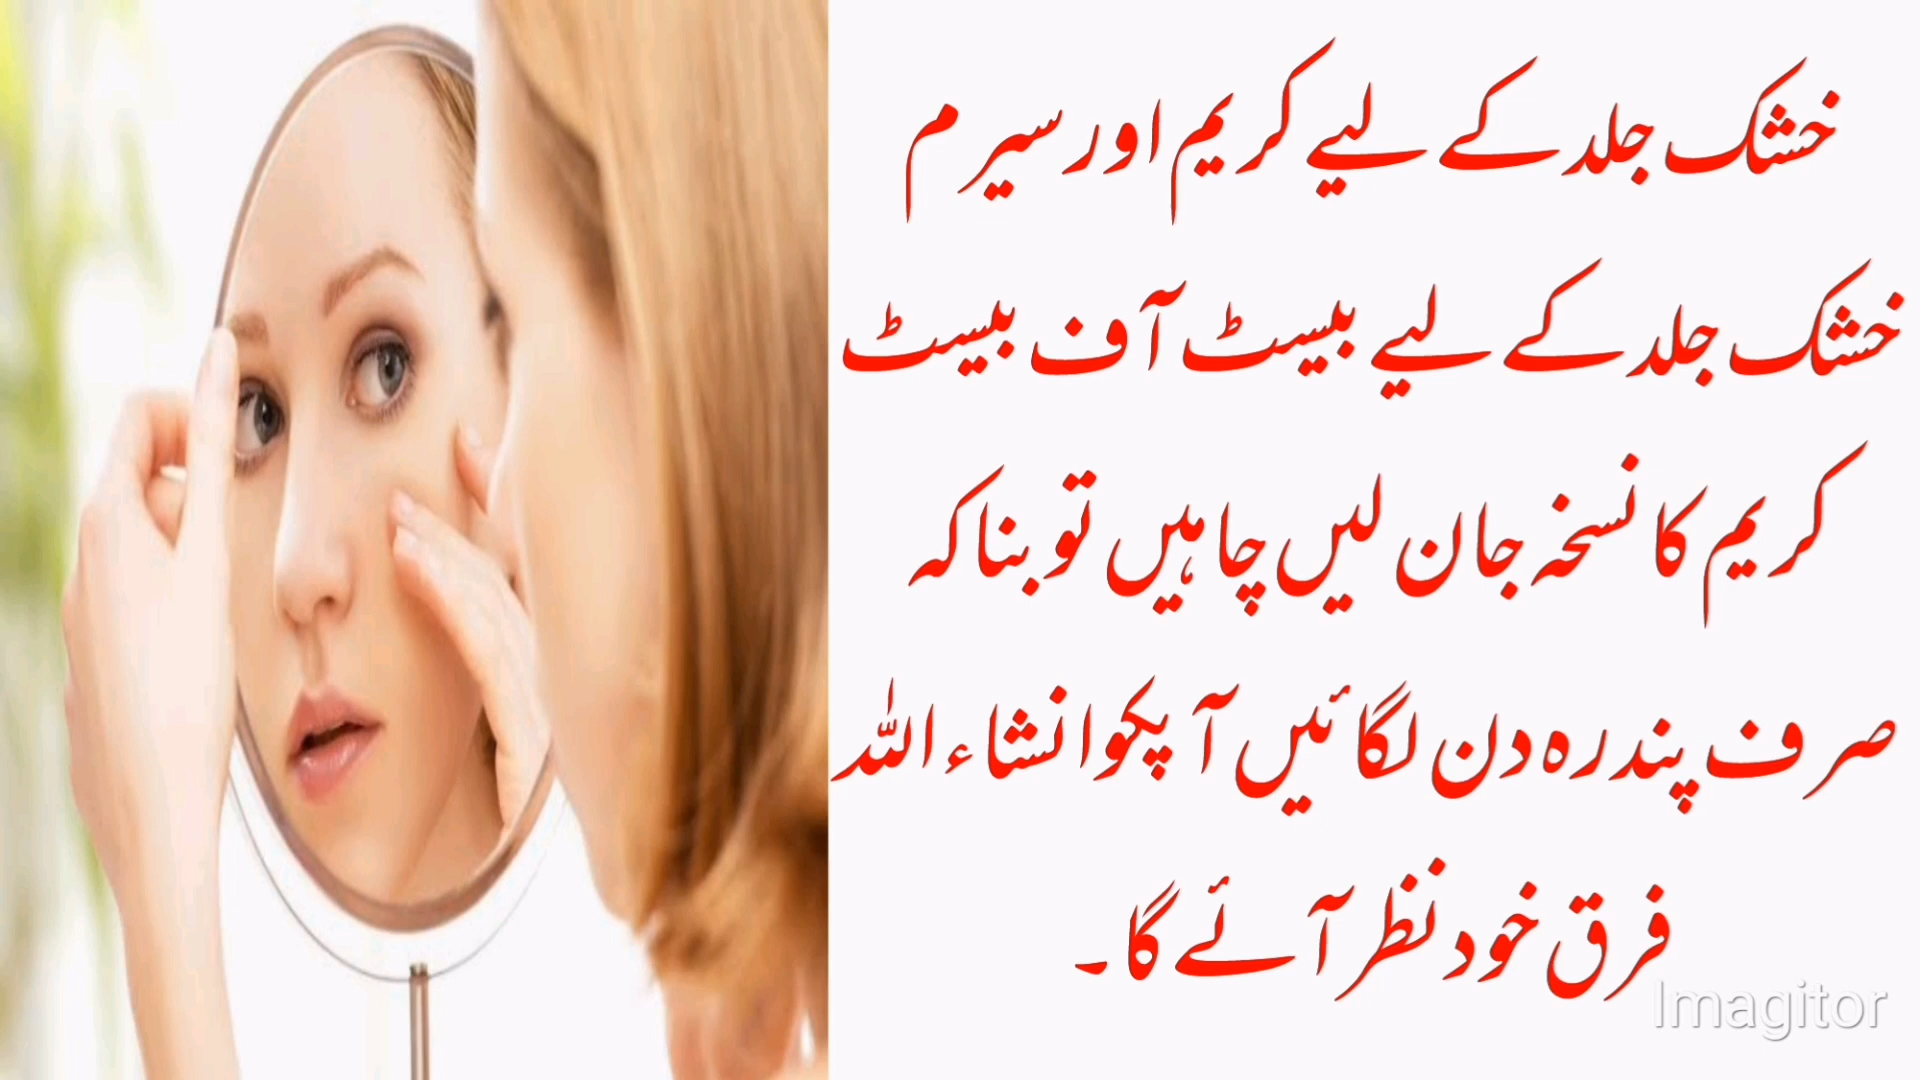 خشک جلد کے لیے کریم اور سیرم
خشک جلد کے لیے بیسٹ آف بیسٹ
کریم کا نسخہ جان لیں چاہیں تو بنا کہ
صرف پندرہ دن لگائیں آپکو انشاء اللہ
فرق خود نظر آئے گا۔
Imagitor